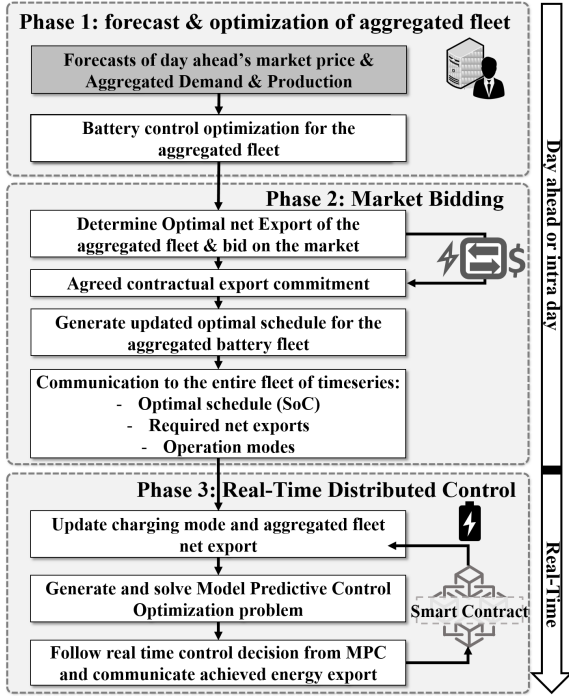 Phase 1: forecast & optimization of aggregated fleet
Forecasts of day ahead's market price &
Aggregated Demand & Production
Battery control optimization for the
aggregated fleet
Phase 2: Market Bidding
Determine Optimal net Export of the
aggregated fleet & bid on the market
$
Agreed contractual export commitment
Generate updated optimal schedule for the
aggregated battery fleet
Communication to the entire fleet of timeseries:
- Optimal schedule (SoC)
- Required net exports
- Operation modes
Day ahead or intra day
Phase 3: Real-Time Distributed Control
Update charging mode and aggregated fleet
net export
Generate and solve Model Predictive Control
Optimization problem
Smart Contract
Follow real time control decision from MPC
and communicate achieved energy export
Real-Time